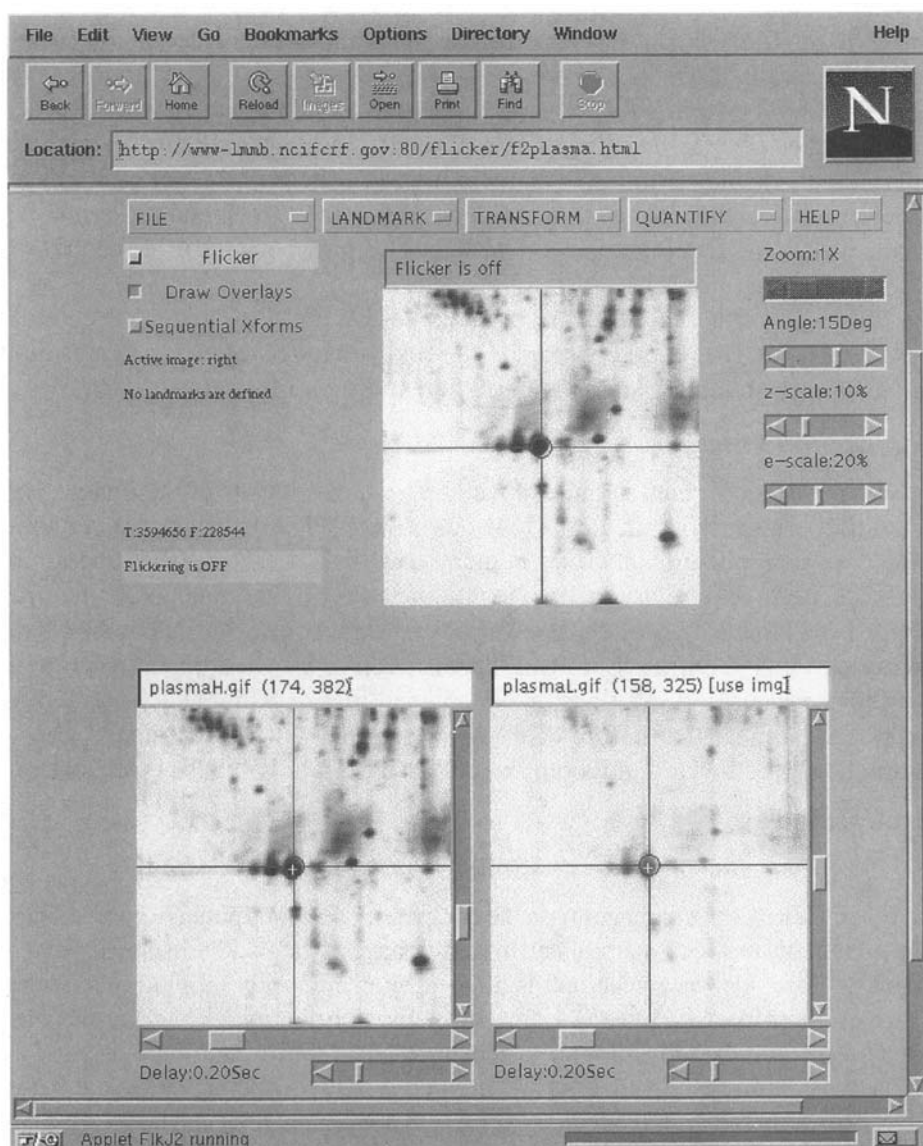 File Edit View Go Bookmarks Options Directory Window Help
Back Forward Home Reload Images Open Print Find Stop
N
Location: http://www-lmmb.ncifcrf.gov:80/flicker/f2plasma.html
FILE LANDMARK TRANSFORM QUANTIFY HELP
Flicker
Draw Overlays
Sequential Xforms
Active image: right
No landmarks are defined
T:3594656 F:228544
Flickering is OFF
Flicker is off
Zoom:1X
Angle:15Deg
z-scale:10%
e-scale:20%
plasmaH.gif (174, 382)
plasmaL.gif (158, 325) [use img]
Delay:0.20Sec
Delay:0.20Sec
Applet FlkJ2 running